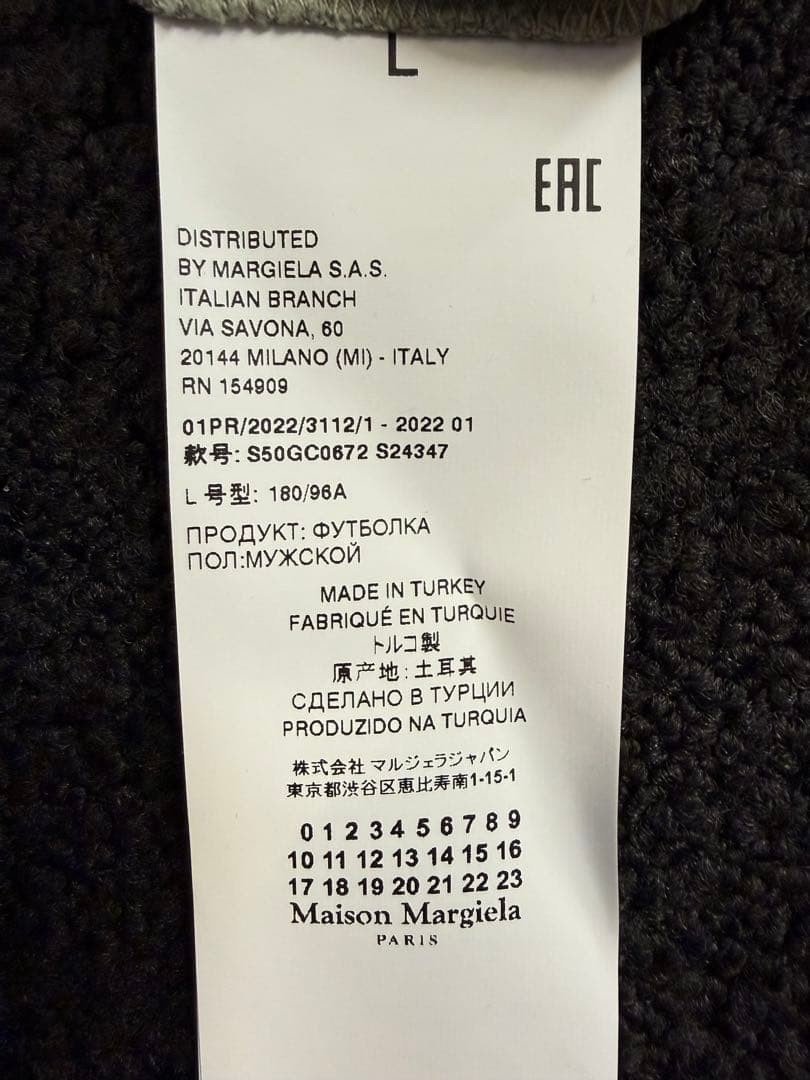 L
EAC
DISTRIBUTED
BY MARGIELA S.A.S.
ITALIAN BRANCH
VIA SAVONA, 60
20144 MILANO (MI) - ITALY
RN 154909
01PR/2022/3112/1 - 2022 01
款号: S50GC0672 S24347
L 号型: 180/96A
ПРОДУКТ: ФУТБОЛКА
ПОЛ:МУЖСКОЙ
MADE IN TURKEY
FABRIQUÉ EN TURQUIE
トルコ製
原产地: 土耳其
СДЕЛАНО В ТУРЦИИ
PRODUZIDO NA TURQUIA
株式会社 マルジェラジャパン
東京都渋谷区恵比寿南1-15-1
0 1 2 3 4 5 6 7 8 9
10 11 12 13 14 15 16
17 18 19 20 21 22 23
Maison Margiela
PARIS